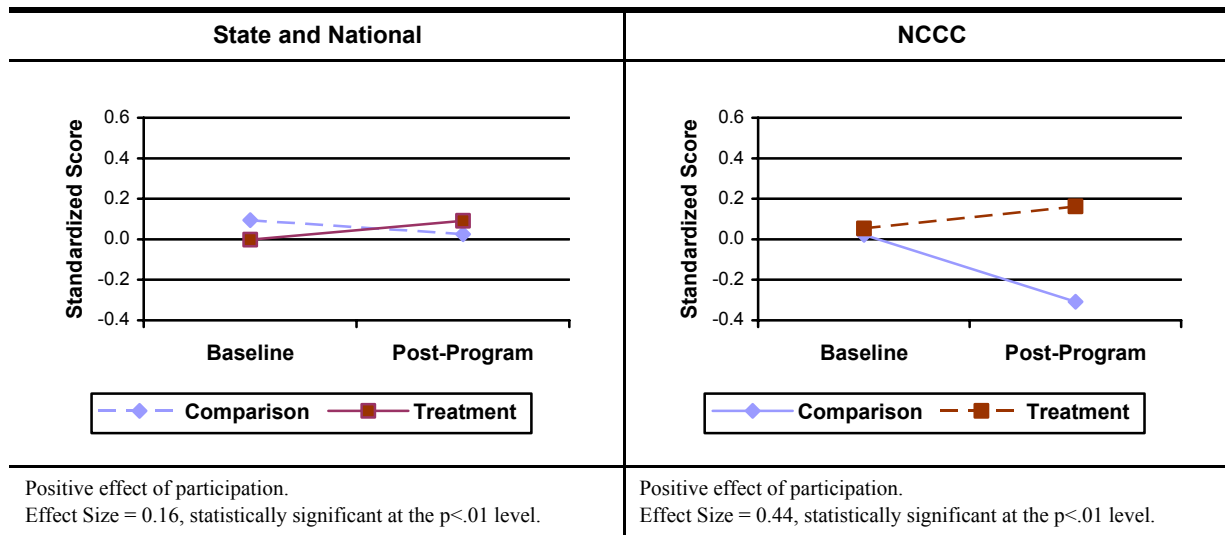 State and National
NCCC
Standardized Score
0.6
0.4
0.2
0.0
-0.2
-0.4
Baseline
Post-Program
Comparison
Treatment
Standardized Score
0.6
0.4
0.2
0.0
-0.2
-0.4
Baseline
Post-Program
Comparison
Treatment
Positive effect of participation.
Effect Size = 0.16, statistically significant at the p<.01 level.
Positive effect of participation.
Effect Size = 0.44, statistically significant at the p<.01 level.